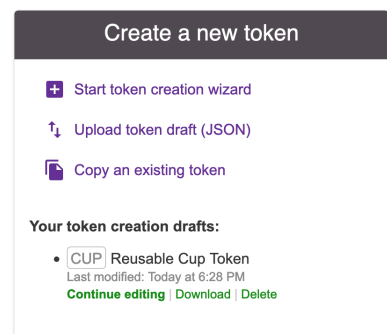 Create a new token
Start token creation wizard
Upload token draft (JSON)
Copy an existing token
Your token creation drafts:
• CUP Reusable Cup Token
Last modified: Today at 6:28 PM
Continue editing | Download | Delete